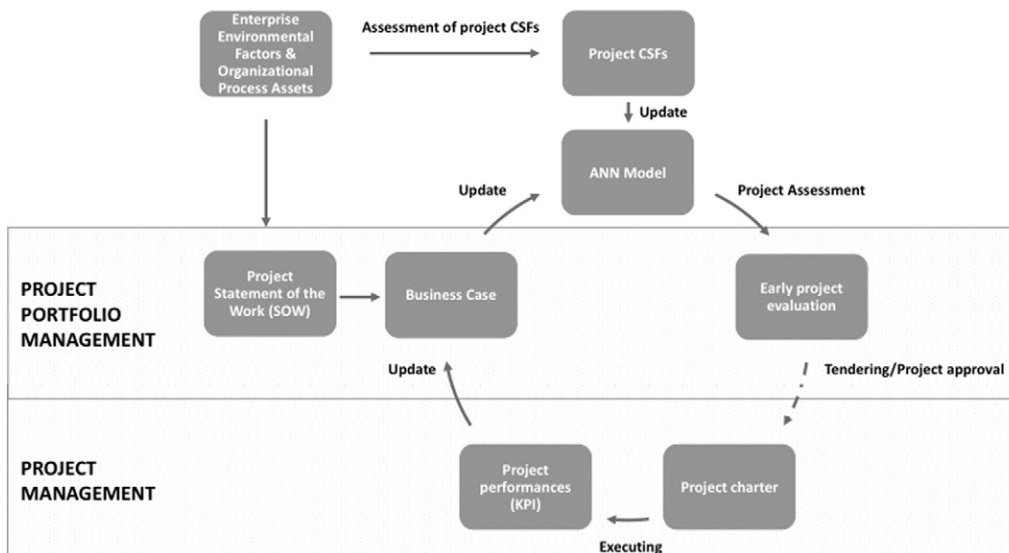 Enterprise
Environmental
Factors &
Organizational
Process Assets
Assessment of project CSFs
Project CSFs
Update
ANN Model
Update
Project Assessment
PROJECT
PORTFOLIO
MANAGEMENT
Project
Statement of the
Work (SOW)
Business Case
Early project
evaluation
Update
Tendering/Project approval
PROJECT
MANAGEMENT
Project
performances
(KPI)
Project charter
Executing